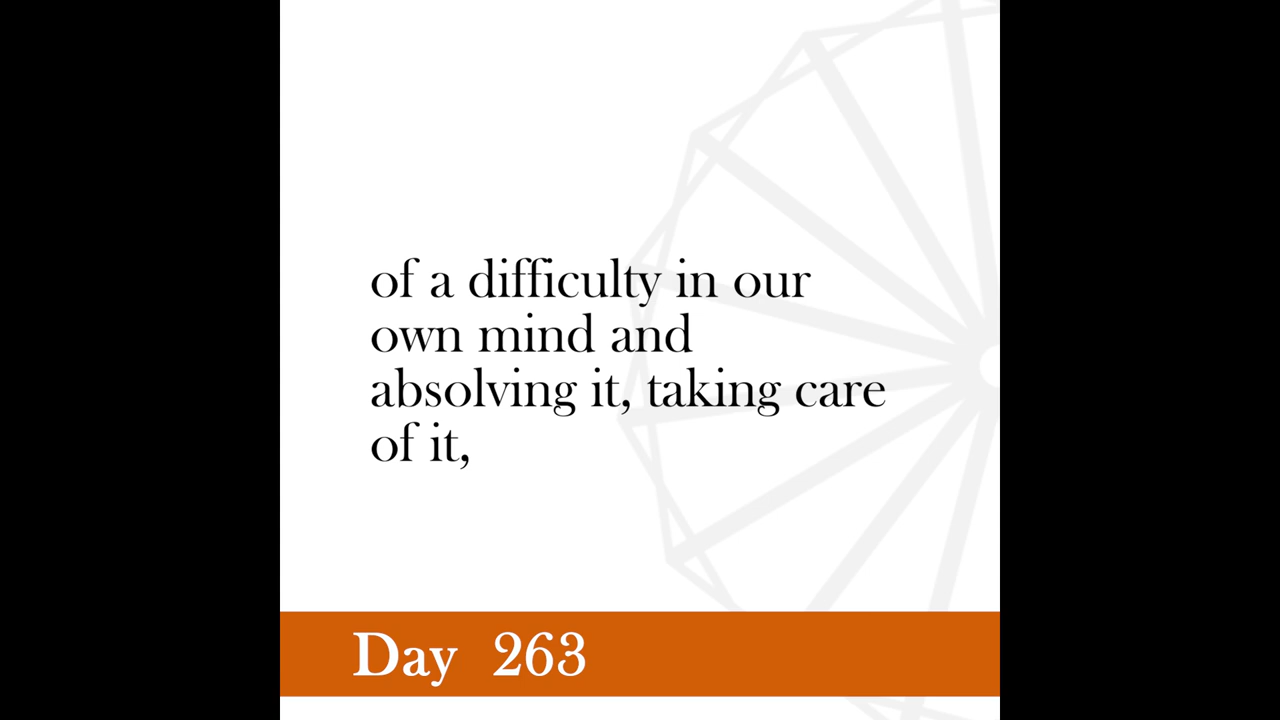 of a difficulty in our
own mind and
absolving it, taking care
of it,
Day 263